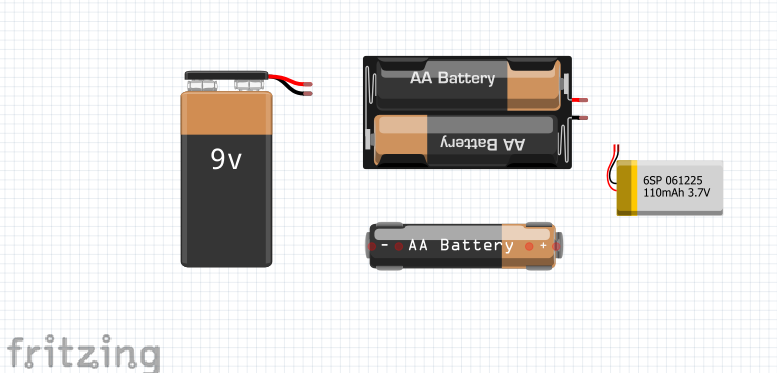 AA Battery
9v
AA Battery
6SP 061225
110mAh 3.7V
- AA Battery +
fritzing